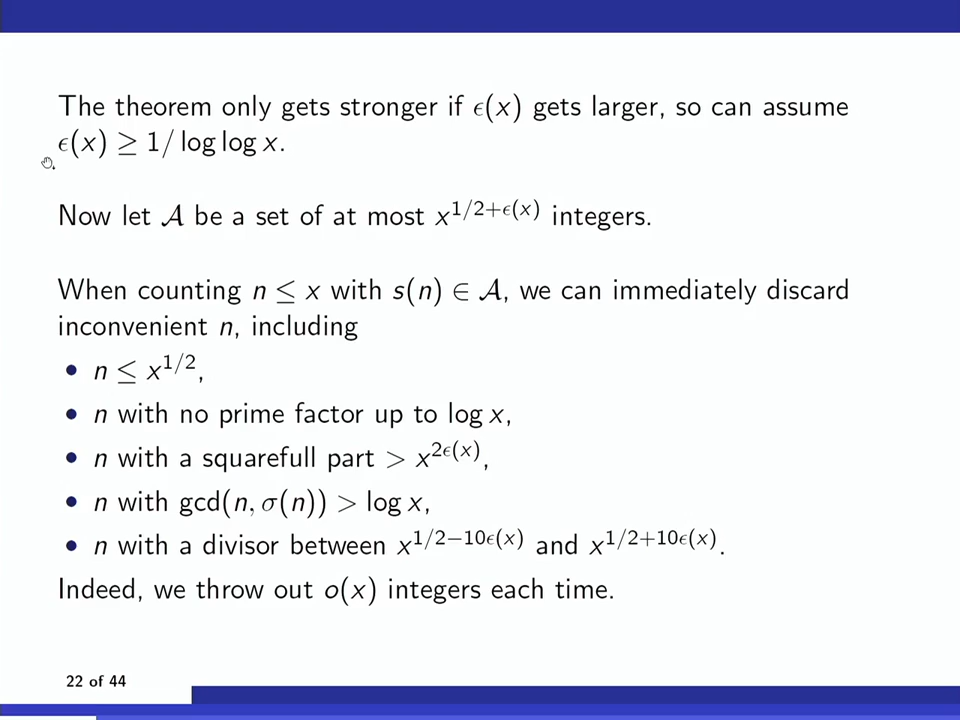 The theorem only gets stronger if ϵ(x) gets larger, so can assume
ϵ(x) ≥ 1/ log log x.
Now let 𝒜 be a set of at most x^{1/2+ϵ(x)} integers.
When counting n ≤ x with s(n) ∈ 𝒜, we can immediately discard
inconvenient n, including
• n ≤ x^{1/2},
• n with no prime factor up to log x,
• n with a squarefull part > x^{2ϵ(x)},
• n with gcd(n, σ(n)) > log x,
• n with a divisor between x^{1/2−10ϵ(x)} and x^{1/2+10ϵ(x)}.
Indeed, we throw out o(x) integers each time.
22 of 44